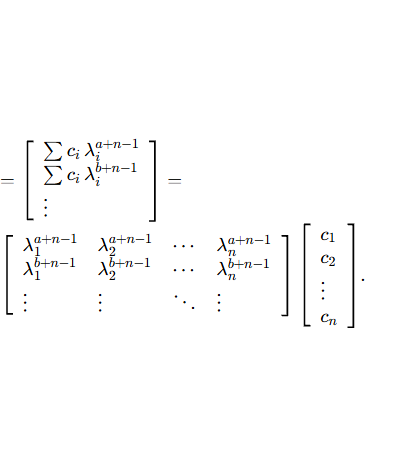 = [ ∑ c_i λ_i^{a+n-1} ] =
[ ∑ c_i λ_i^{b+n-1} ]
[ ⋮ ]
[ λ_1^{a+n-1} λ_2^{a+n-1} ⋯ λ_n^{a+n-1} ] [ c_1 ]
[ λ_1^{b+n-1} λ_2^{b+n-1} ⋯ λ_n^{b+n-1} ] [ c_2 ]
[ ⋮ ⋮ ⋱ ⋮ ] [ ⋮ ] .
[ c_n ]